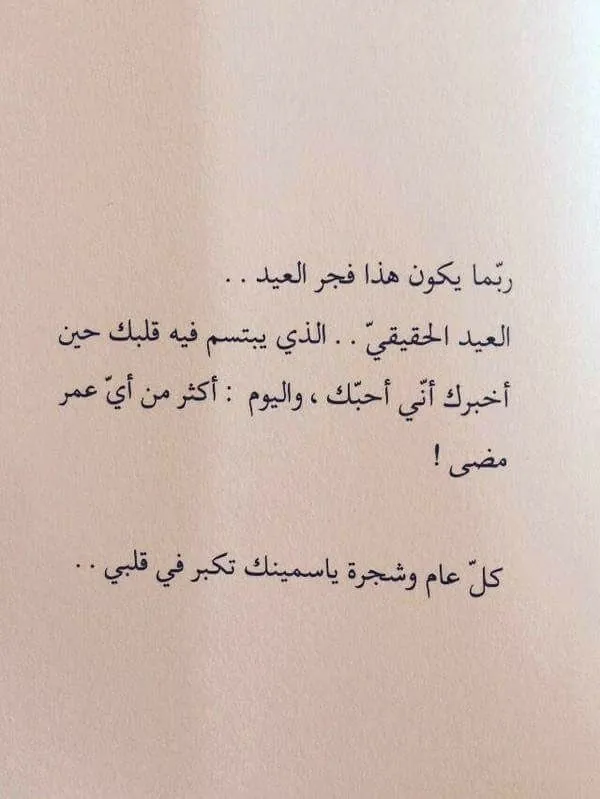 ربّما يكون هذا فجر العيد ..
العيد الحقيقيّ .. الذي يبتسم فيه قلبك حين
أخبرك أنّني أحبّك ، واليوم : أكثر من أيّ عمر
مضى !
كلّ عام وشجرة ياسمينك تكبر في قلبي ..